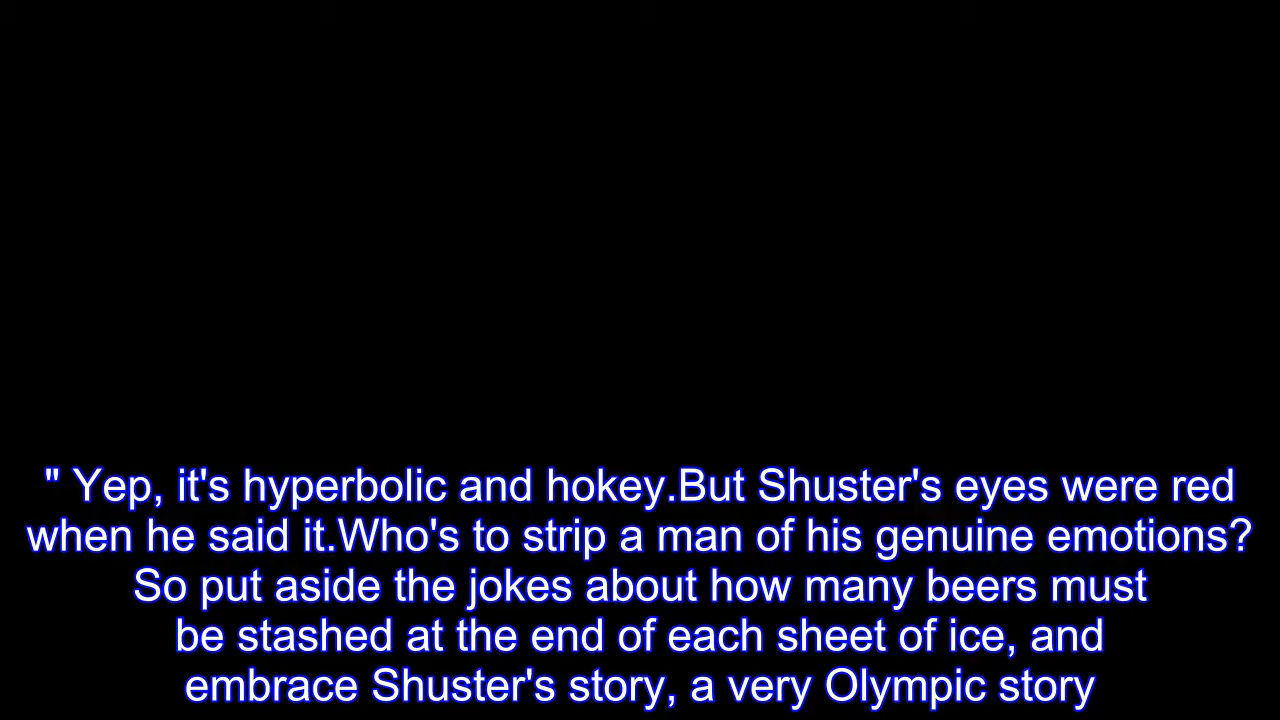 " Yep, it's hyperbolic and hokey.But Shuster's eyes were red
when he said it.Who's to strip a man of his genuine emotions?
So put aside the jokes about how many beers must
be stashed at the end of each sheet of ice, and
embrace Shuster's story, a very Olympic story